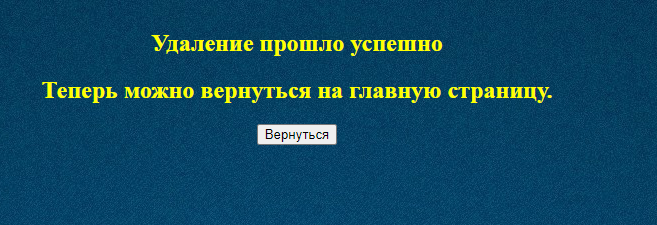 Удаление прошло успешно
Теперь можно вернуться на главную страницу.
Вернуться